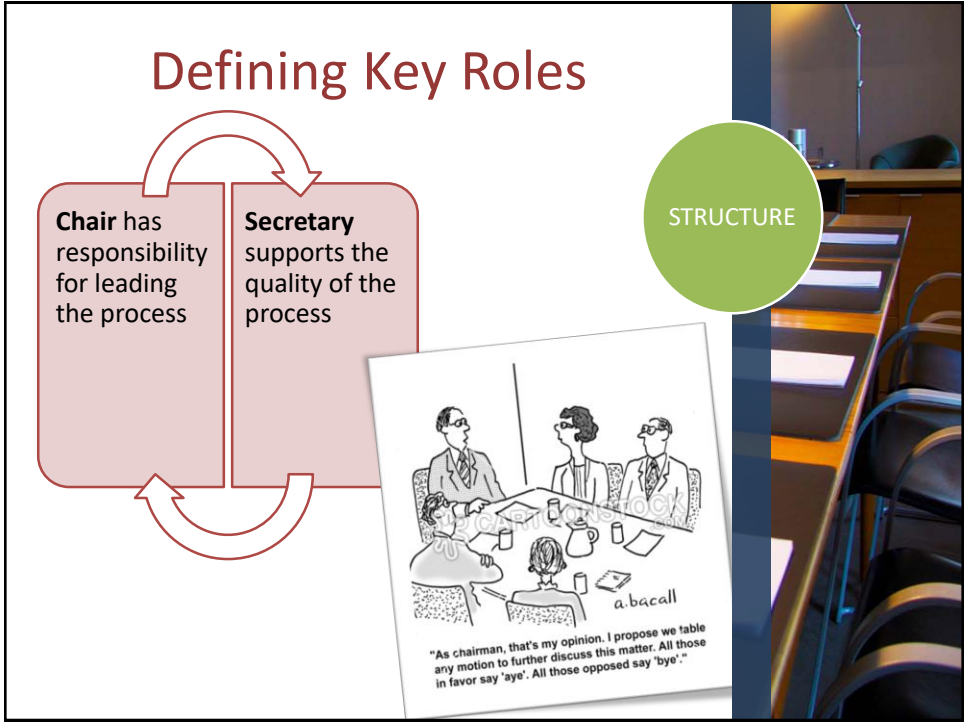 Defining Key Roles
Chair has
responsibility
for leading
the process
Secretary
supports the
quality of the
process
STRUCTURE
CARTOONSTOCK
.COM
a.bacall
"As chairman, that's my opinion. I propose we table
any motion to further discuss this matter. All those
in favor say 'aye'. All those opposed say 'bye'."